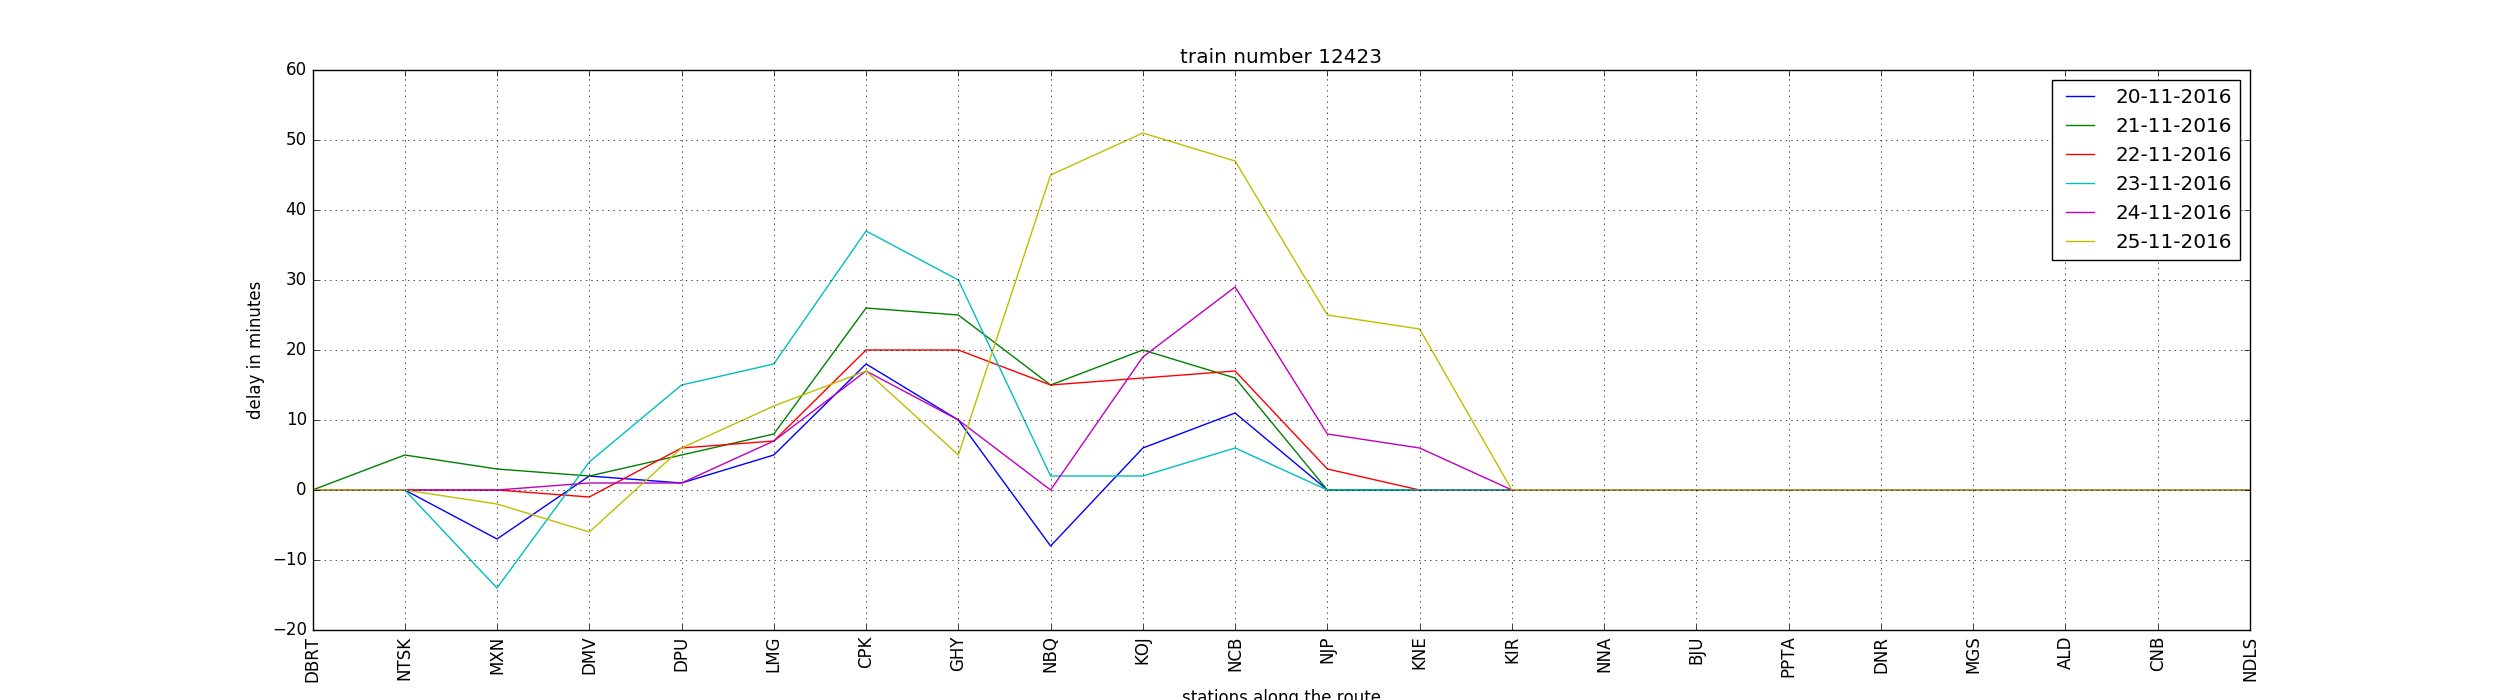 train number 12423
60
50
40
30
20
10
0
−10
−20
delay in minutes
20-11-2016
21-11-2016
22-11-2016
23-11-2016
24-11-2016
25-11-2016
DBRT
NTSK
MXN
DMV
DPU
LMG
CPK
GHY
NBQ
KOJ
NCB
NJP
KNE
KIR
NNA
BJU
PPTA
DNR
MGS
ALD
CNB
NDLS
stations along the route